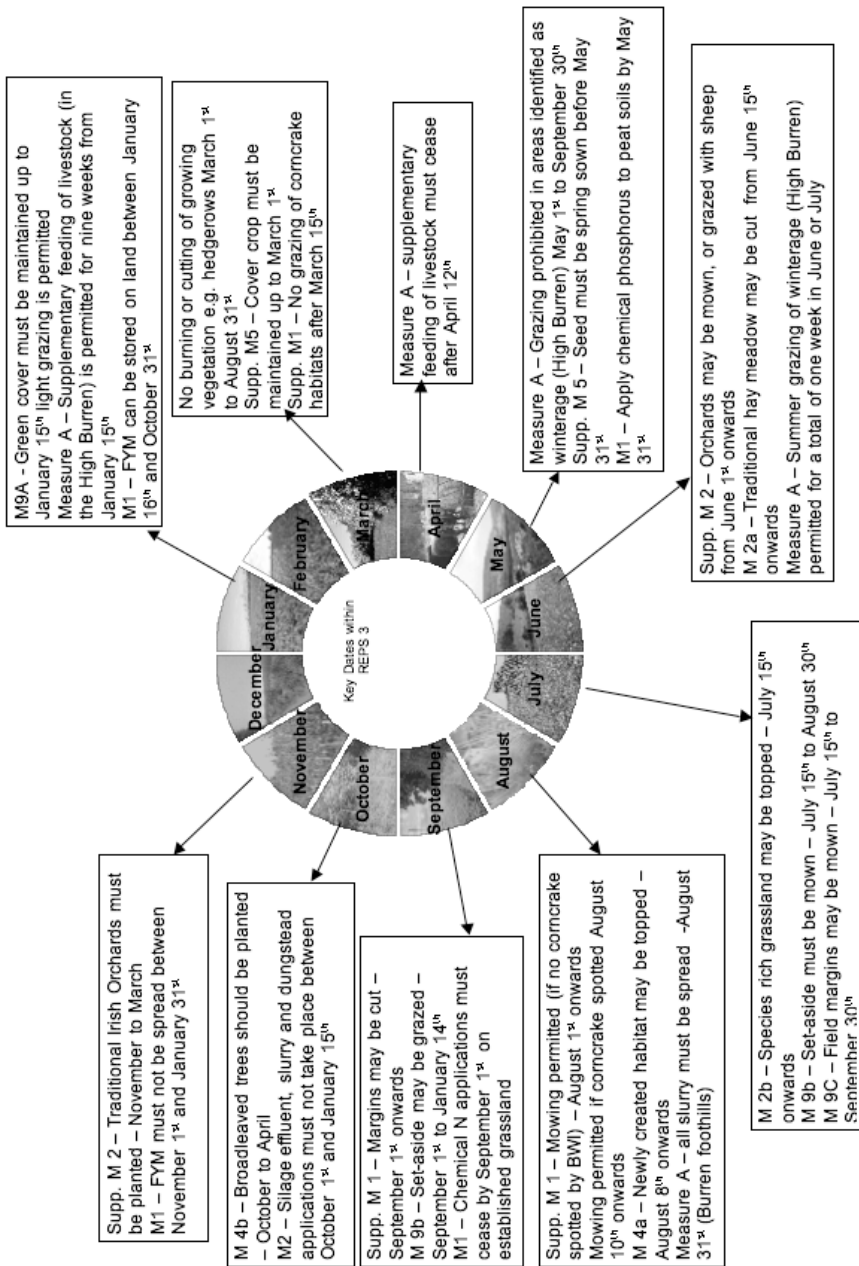 M9A - Green cover must be maintained up to
January 15th light grazing is permitted
Measure A – Supplementary feeding of livestock (in
the High Burren) is permitted for nine weeks from
January 15th
M1 – FYM can be stored on land between January
16th and October 31st
No burning or cutting of growing
vegetation e.g. hedgerows March 1st
to August 31st
Supp. M5 – Cover crop must be
maintained up to March 1st
Supp. M1 – No grazing of corncrake
habitats after March 15th
Measure A – supplementary
feeding of livestock must cease
after April 12th
Measure A – Grazing prohibited in areas identified as
winterage (High Burren) May 1st to September 30th
Supp. M 5 – Seed must be spring sown before May
31st
M1 – Apply chemical phosphorus to peat soils by May
31st
Supp. M 2 – Orchards may be mown, or grazed with sheep
from June 1st onwards
M 2a – Traditional hay meadow may be cut from June 15th
onwards
Measure A – Summer grazing of winterage (High Burren)
permitted for a total of one week in June or July
M 2b – Species rich grassland may be topped – July 15th
onwards
M 9b – Set-aside must be mown – July 15th to August 30th
M 9C – Field margins may be mown – July 15th to
September 30th
Supp. M 1 – Mowing permitted (if no corncrake
spotted by BWI) – August 1st onwards
Mowing permitted if corncrake spotted August
10th onwards
M 4a – Newly created habitat may be topped –
August 8th onwards
Measure A – all slurry must be spread -August
31st (Burren foothills)
Supp. M 1 – Margins may be cut –
September 1st onwards
M 9b – Set-aside may be grazed –
September 1st to January 14th
M1 – Chemical N applications must
cease by September 1st on
established grassland
M 4b – Broadleaved trees should be planted
– October to April
M2 – Silage effluent, slurry and dungstead
applications must not take place between
October 1st and January 15th
Supp. M 2 – Traditional Irish Orchards must
be planted – November to March
M1 – FYM must not be spread between
November 1st and January 31st
Key Dates within
REPS 3
January
February
March
April
May
June
July
August
September
October
November
December